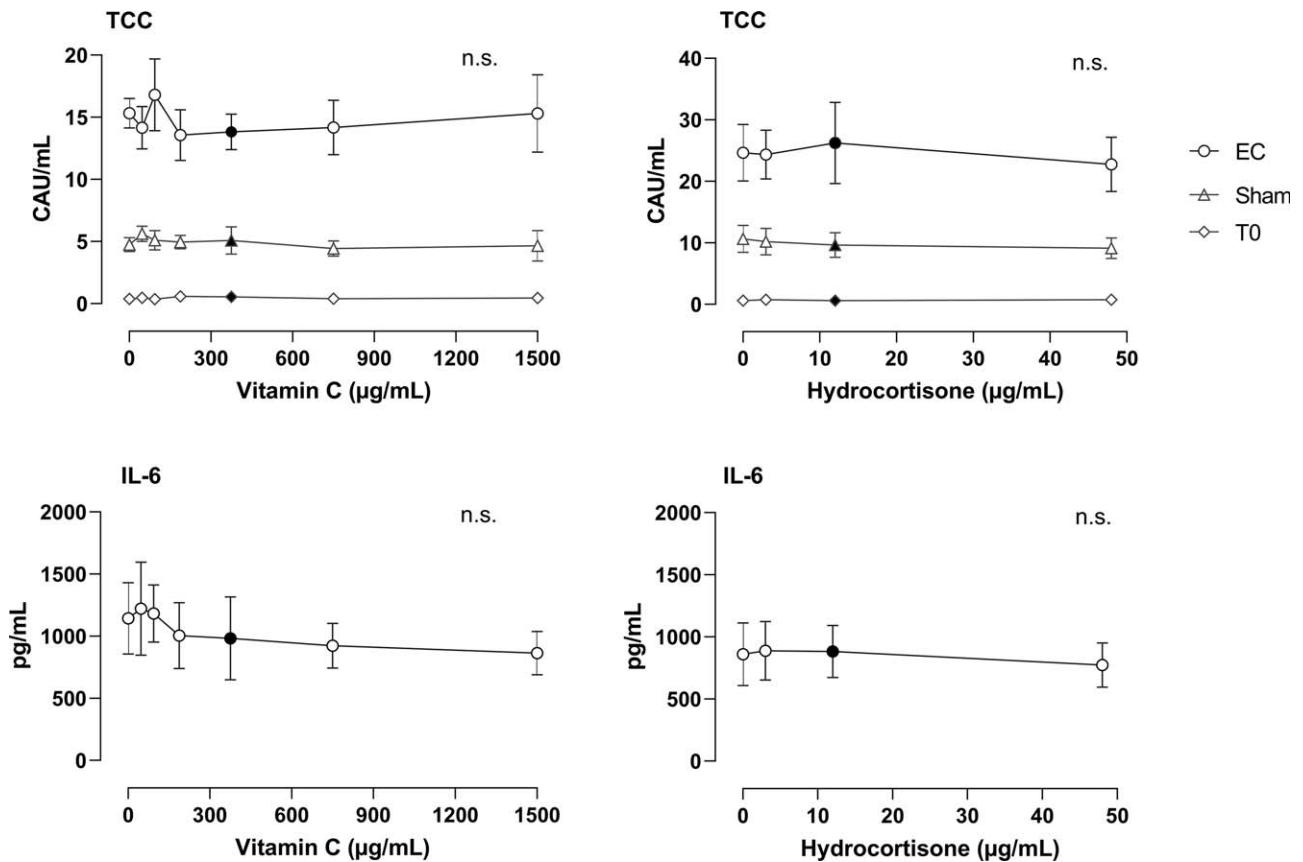 TCC
n.s.
CAU/mL
20
15
10
5
0
0 300 600 900 1200 1500
Vitamin C (µg/mL)
TCC
n.s.
CAU/mL
40
30
20
10
0
0 10 20 30 40 50
Hydrocortisone (µg/mL)
EC
Sham
T0
IL-6
n.s.
pg/mL
2000
1500
1000
500
0
0 300 600 900 1200 1500
Vitamin C (µg/mL)
IL-6
n.s.
pg/mL
2000
1500
1000
500
0
0 10 20 30 40 50
Hydrocortisone (µg/mL)